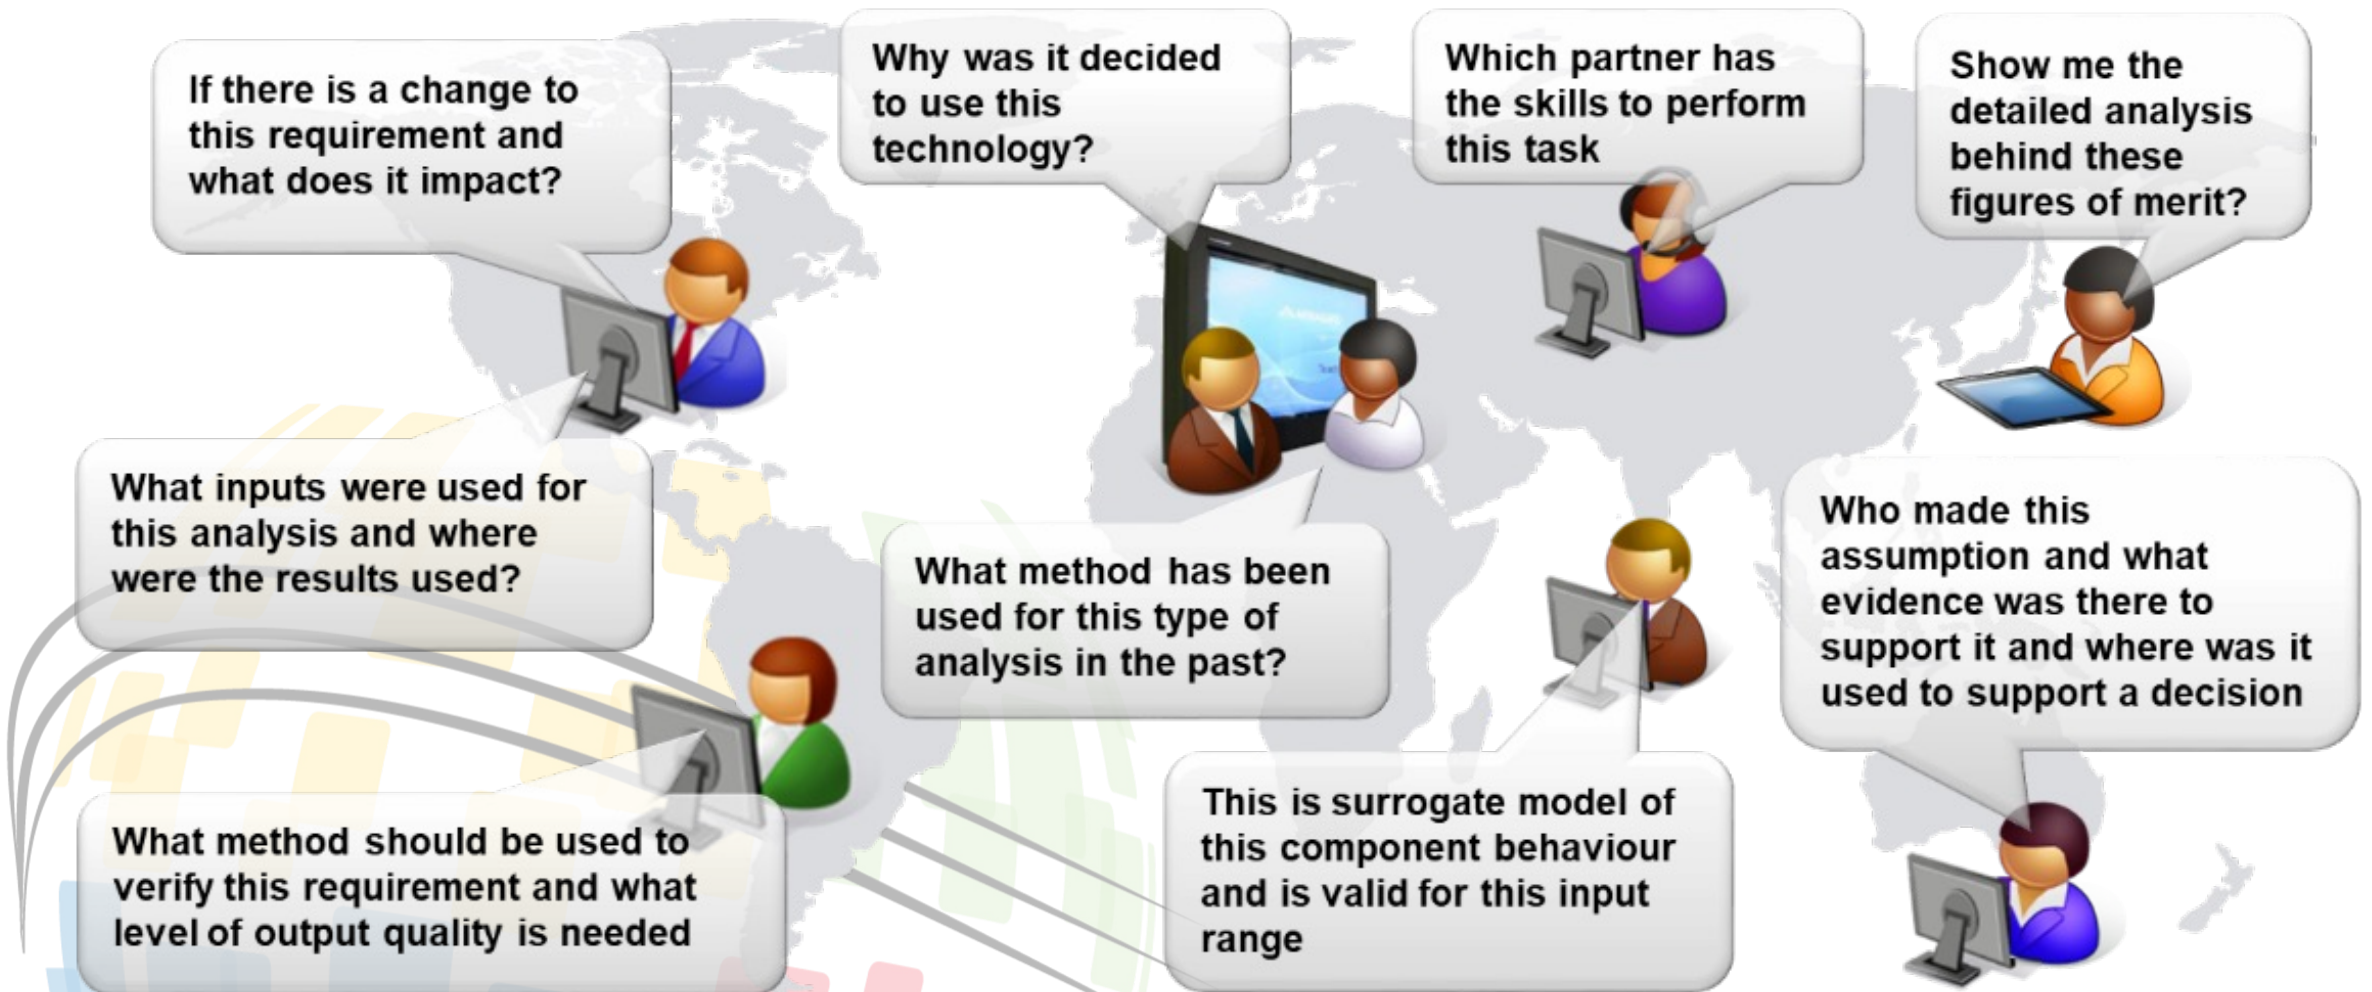 If there is a change to
this requirement and
what does it impact?
Why was it decided
to use this
technology?
Which partner has
the skills to perform
this task
Show me the
detailed analysis
behind these
figures of merit?
What inputs were used for
this analysis and where
were the results used?
What method has been
used for this type of
analysis in the past?
Who made this
assumption and what
evidence was there to
support it and where was it
used to support a decision
What method should be used to
verify this requirement and what
level of output quality is needed
This is surrogate model of
this component behaviour
and is valid for this input
range